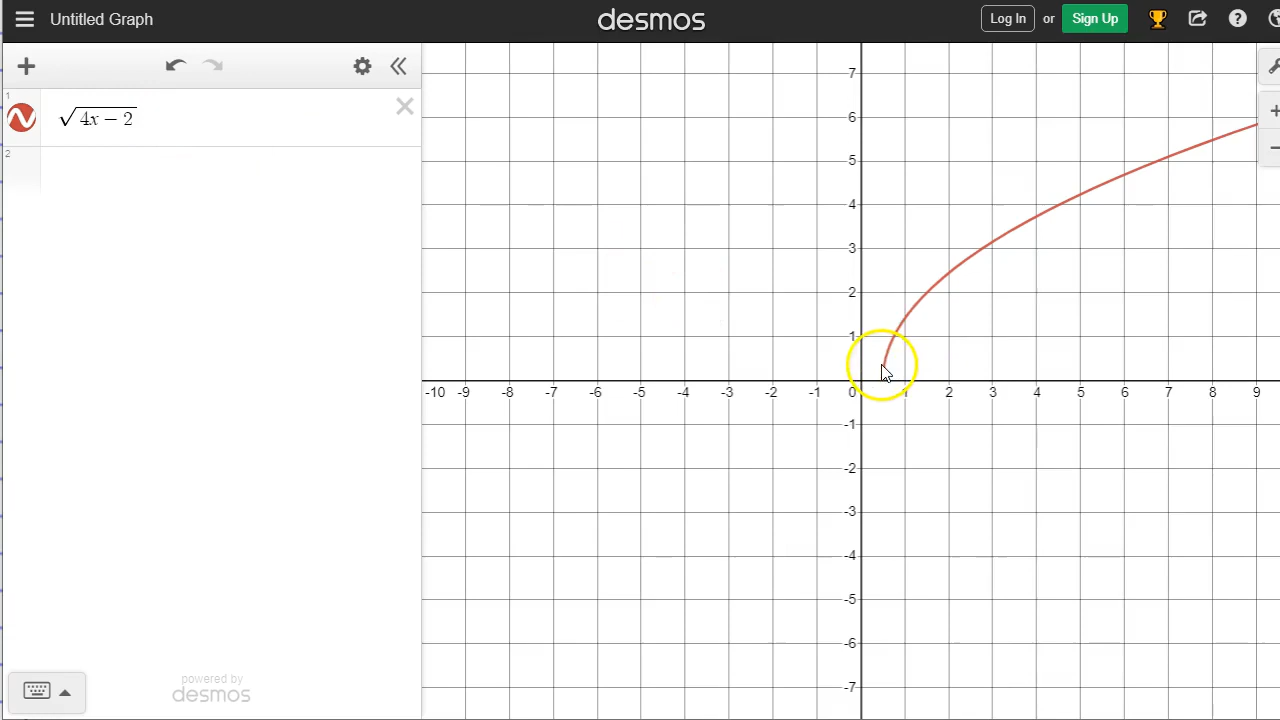 Untitled Graph
desmos
Log In or Sign Up
1
√4x − 2
2
7
6
5
4
3
2
1
-10 -9 -8 -7 -6 -5 -4 -3 -2 -1 0 1 2 3 4 5 6 7 8 9
-1
-2
-3
-4
-5
-6
-7
powered by
desmos